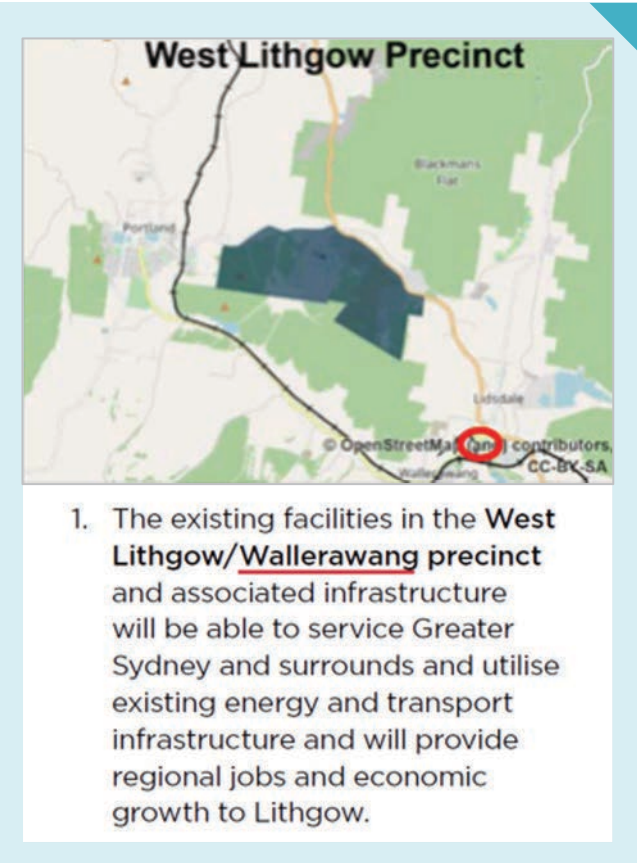 West Lithgow Precinct
Blackmans
Flat
Portland
Lidsdale
© OpenStreetMap (and) contributors,
Wallerawang
CC-BY-SA
1. The existing facilities in the West
Lithgow/Wallerawang precinct
and associated infrastructure
will be able to service Greater
Sydney and surrounds and utilise
existing energy and transport
infrastructure and will provide
regional jobs and economic
growth to Lithgow.